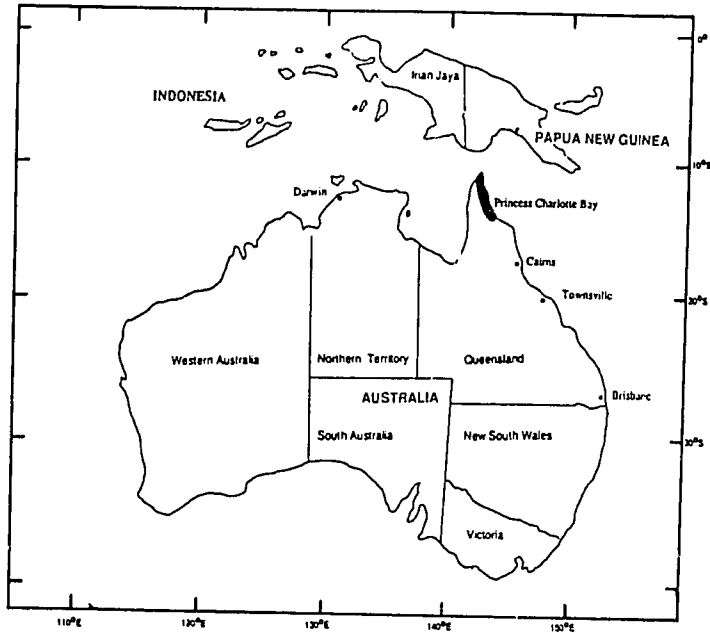 0°
Irian Jaya
INDONESIA
PAPUA NEW GUINEA
10°S
Darwin
Princess Charlotte Bay
Cairns
Townsville
20°S
Western Australia
Northern Territory
Queensland
AUSTRALIA
Brisbane
South Australia
New South Wales
30°S
Victoria
110°E
120°E
130°E
140°E
150°E